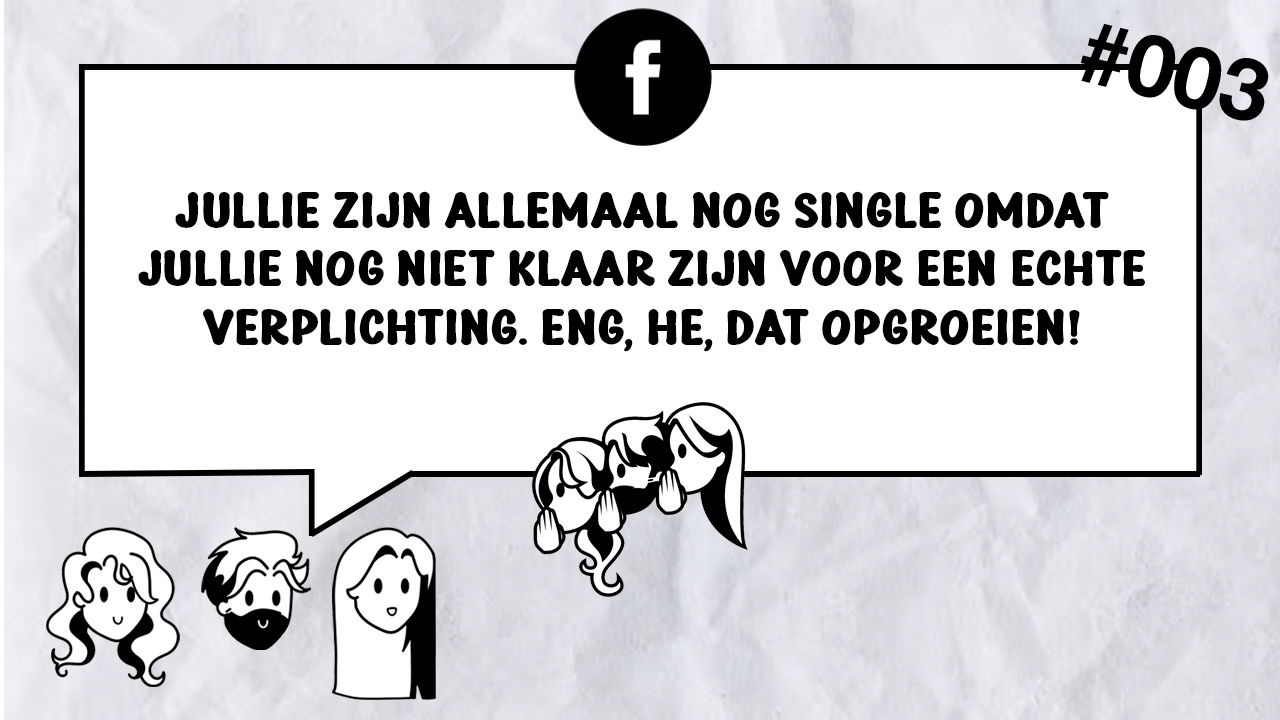 f
#003
JULLIE ZIJN ALLEMAAL NOG SINGLE OMDAT
JULLIE NOG NIET KLAAR ZIJN VOOR EEN ECHTE
VERPLICHTING. ENG, HE, DAT OPGROEIEN!